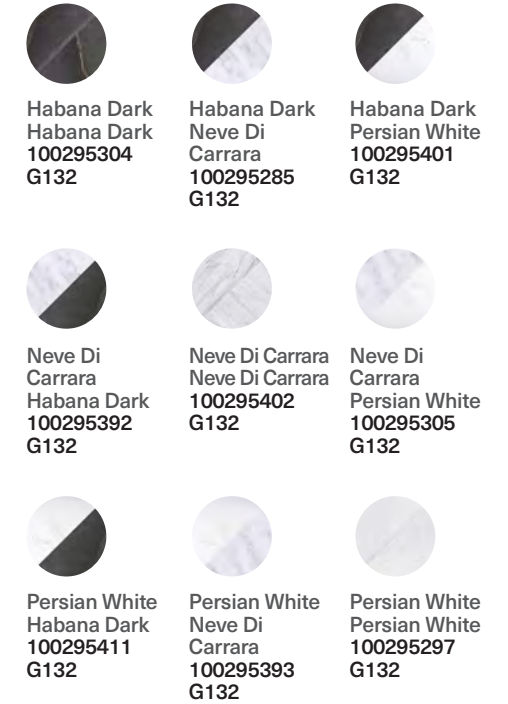 Habana Dark
Habana Dark
100295304
G132
Habana Dark
Neve Di
Carrara
100295285
G132
Habana Dark
Persian White
100295401
G132
Neve Di
Carrara
Habana Dark
100295392
G132
Neve Di Carrara
Neve Di Carrara
100295402
G132
Neve Di
Carrara
Persian White
100295305
G132
Persian White
Habana Dark
100295411
G132
Persian White
Neve Di
Carrara
100295393
G132
Persian White
Persian White
100295297
G132